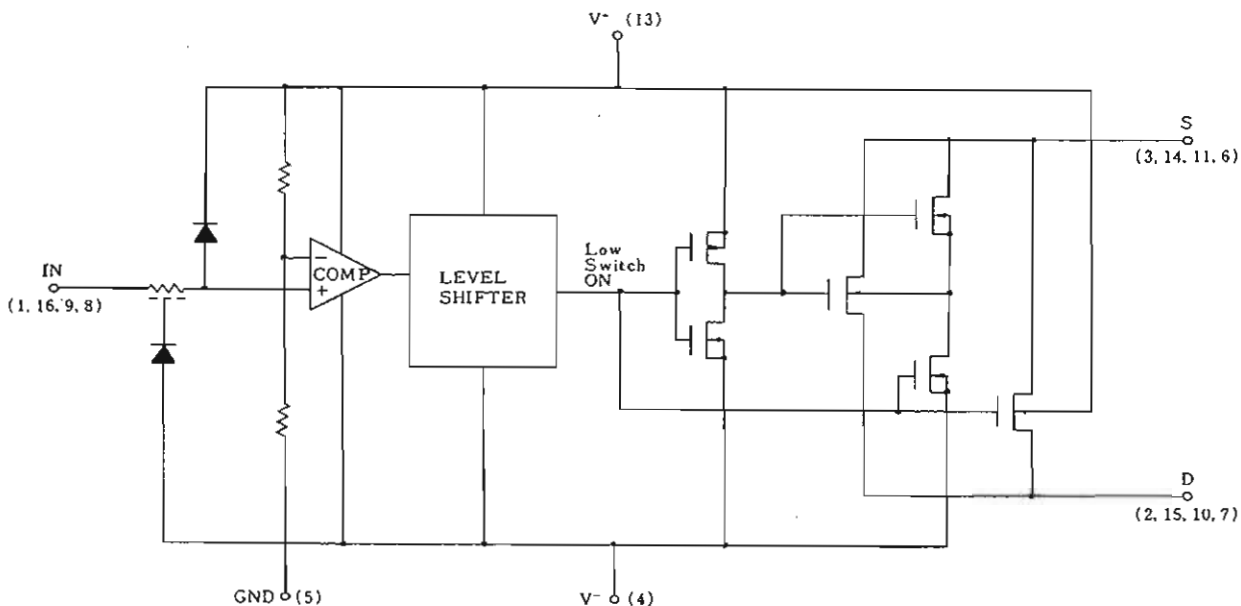 V⁺ (13)
S
(3, 14, 11, 6)
IN
(1, 16, 9, 8)
−
COMP
+
LEVEL
SHIFTER
Low
Switch
ON
D
(2, 15, 10, 7)
GND (5)
V⁻ (4)